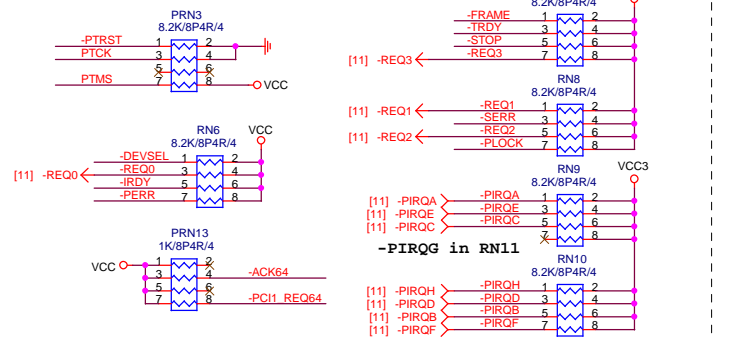 PRN3
8.2K/8P4R/4
-PTRST 1 2
PTCK 3 4
5 6
PTMS 7 8 VCC
RN6
8.2K/8P4R/4 VCC
-DEVSEL 1 2
[11] -REQ0 -REQ0 3 4
-IRDY 5 6
-PERR 7 8
PRN13
1K/8P4R/4
VCC 1 2
3 4 -ACK64
5 6
7 8 -PCI1_REQ64
8.2K/8P4R/4
-FRAME 1 2
-TRDY 3 4
-STOP 5 6
[11] -REQ3 -REQ3 7 8
RN8
8.2K/8P4R/4
[11] -REQ1 -REQ1 1 2
-SERR 3 4
[11] -REQ2 -REQ2 5 6
-PLOCK 7 8
VCC3
RN9
8.2K/8P4R/4
[11] -PIRQA -PIRQA 1 2
[11] -PIRQE -PIRQE 3 4
[11] -PIRQC -PIRQC 5 6
7 8
-PIRQG in RN11
RN10
8.2K/8P4R/4
[11] -PIRQH -PIRQH 1 2
[11] -PIRQD -PIRQD 3 4
[11] -PIRQB -PIRQB 5 6
[11] -PIRQF -PIRQF 7 8